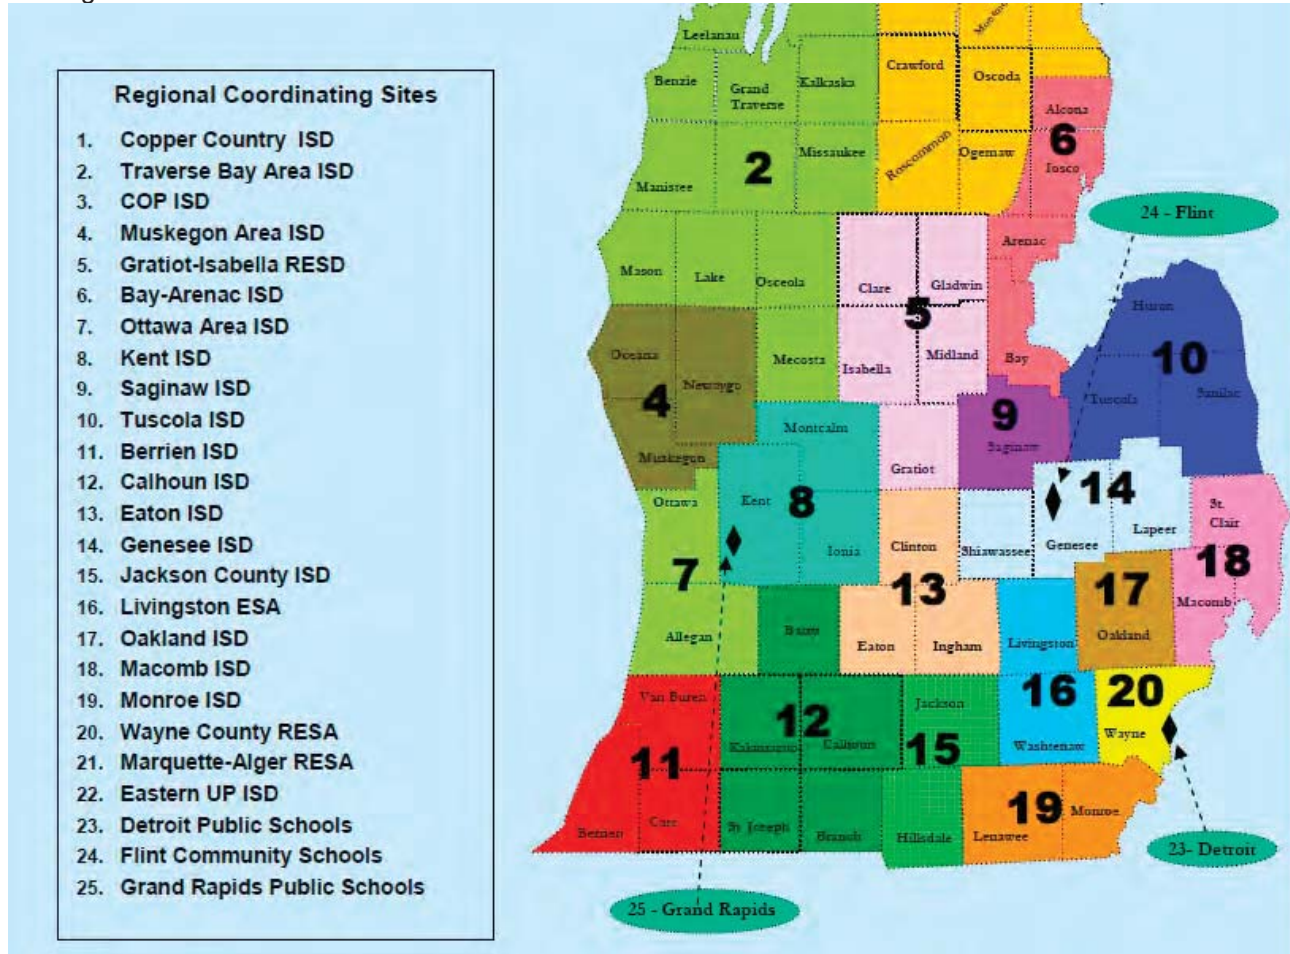 Regional Coordinating Sites
1. Copper Country ISD
2. Traverse Bay Area ISD
3. COP ISD
4. Muskegon Area ISD
5. Gratiot-Isabella RESD
6. Bay-Arenac ISD
7. Ottawa Area ISD
8. Kent ISD
9. Saginaw ISD
10. Tuscola ISD
11. Berrien ISD
12. Calhoun ISD
13. Eaton ISD
14. Genesee ISD
15. Jackson County ISD
16. Livingston ESA
17. Oakland ISD
18. Macomb ISD
19. Monroe ISD
20. Wayne County RESA
21. Marquette-Alger RESA
22. Eastern UP ISD
23. Detroit Public Schools
24. Flint Community Schools
25. Grand Rapids Public Schools
Leelanau
Benzie
Grand
Traverse
Kalkaska
Crawford
Oscoda
Alcona
Manistee
2
Missaukee
Roscommon
Ogemaw
6
Iosco
24 - Flint
Mason
Lake
Osceola
Clare
Gladwin
Arenac
5
Huron
Oceana
Newaygo
Mecosta
Isabella
Midland
Bay
10
4
Tuscola
Sanilac
Muskegon
Montcalm
Gratiot
9
Saginaw
Ottawa
Kent
8
Ionia
Clinton
Shiawassee
Genesee
14
Lapeer
St.
Clair
18
7
Allegan
Barry
13
Eaton
Ingham
Livingston
17
Oakland
Macomb
Van Buren
12
Kalamazoo
Calhoun
Jackson
15
16
Washtenaw
20
Wayne
11
Cass
St Joseph
Branch
Hillsdale
19
Lenawee
Monroe
23- Detroit
25 - Grand Rapids